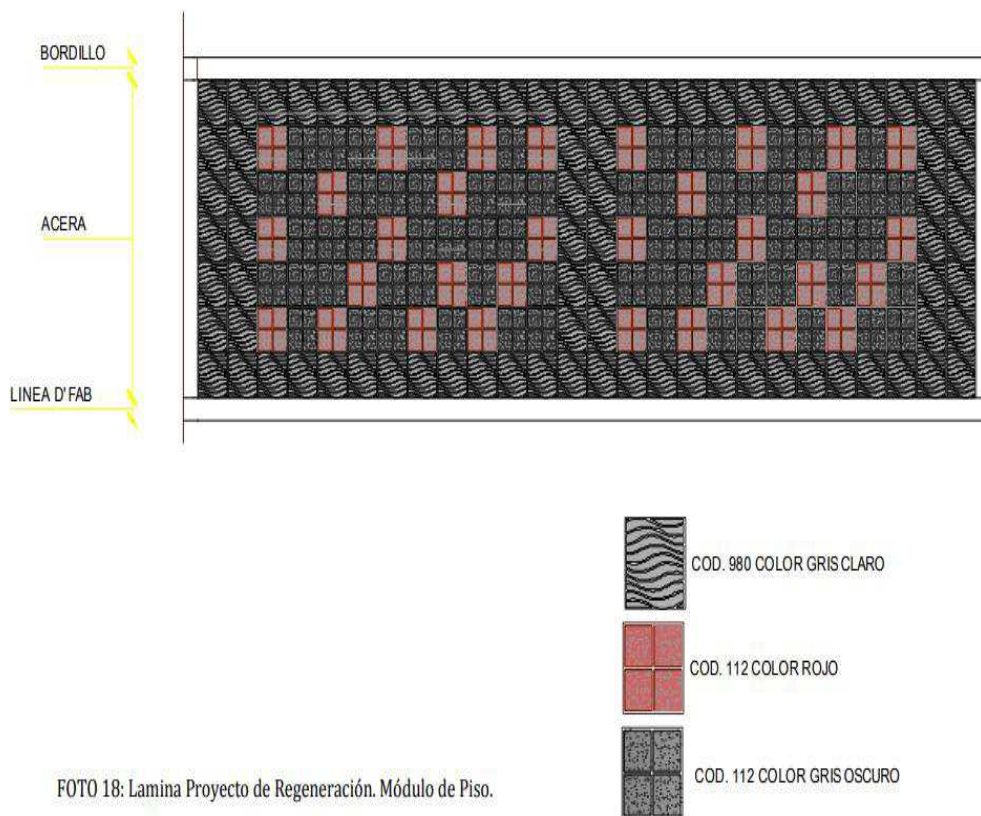 BORDILLO
ACERA
LINEA D'FAB
COD. 980 COLOR GRIS CLARO
COD. 112 COLOR ROJO
COD. 112 COLOR GRIS OSCURO
FOTO 18: Lamina Proyecto de Regeneración. Módulo de Piso.